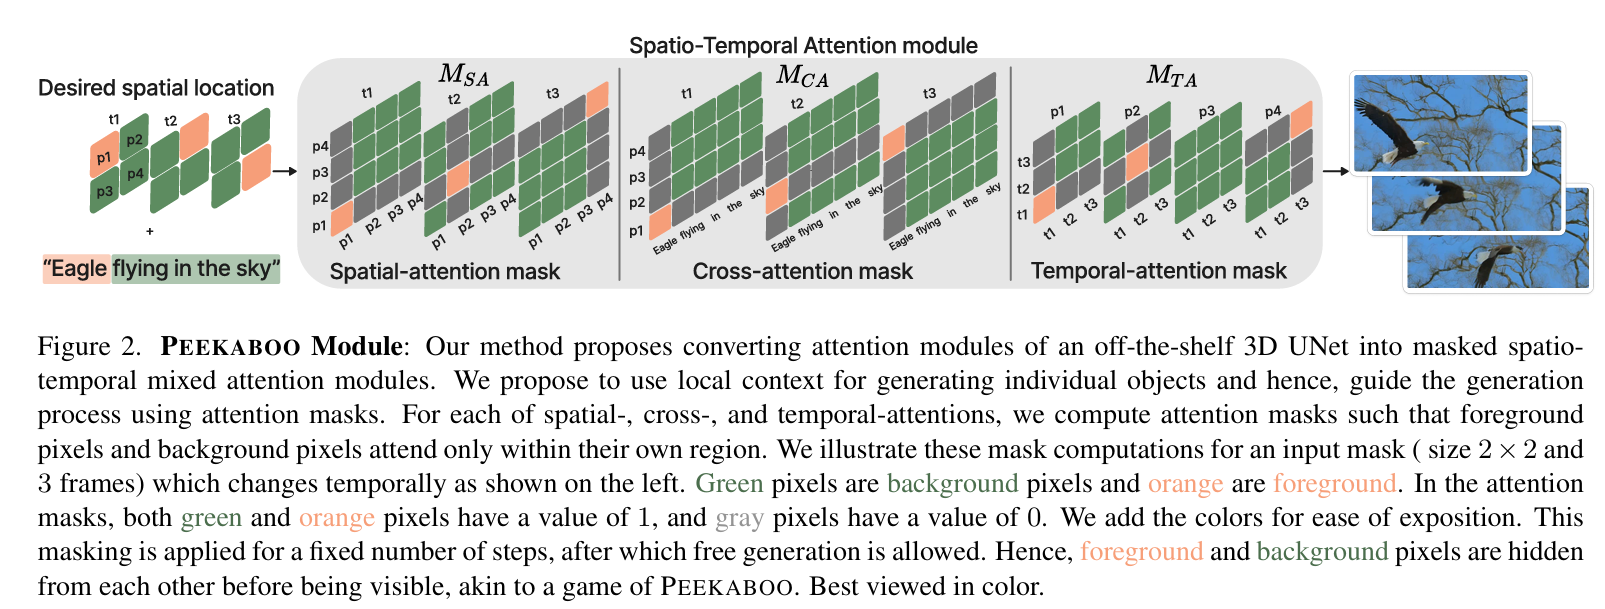 Spatio-Temporal Attention module
Desired spatial location
t1 t2 t3
p1 p2
p3 p4
+
“Eagle flying in the sky”
M_SA
t1 t2 t3
p4
p3
p2
p1
p1 p2 p3 p4 p1 p2 p3 p4 p1 p2 p3 p4
Spatial-attention mask
M_CA
t1 t2 t3
p4
p3
p2
p1
Eagle flying in the sky Eagle flying in the sky Eagle flying in the sky
Cross-attention mask
M_TA
p1 p2 p3 p4
t3
t2
t1
t1 t2 t3 t1 t2 t3 t1 t2 t3 t1 t2 t3
Temporal-attention mask
Figure 2. PEEKABOO Module: Our method proposes converting attention modules of an off-the-shelf 3D UNet into masked spatio-
temporal mixed attention modules. We propose to use local context for generating individual objects and hence, guide the generation
process using attention masks. For each of spatial-, cross-, and temporal-attentions, we compute attention masks such that foreground
pixels and background pixels attend only within their own region. We illustrate these mask computations for an input mask ( size 2 × 2 and
3 frames) which changes temporally as shown on the left. Green pixels are background pixels and orange are foreground. In the attention
masks, both green and orange pixels have a value of 1, and gray pixels have a value of 0. We add the colors for ease of exposition. This
masking is applied for a fixed number of steps, after which free generation is allowed. Hence, foreground and background pixels are hidden
from each other before being visible, akin to a game of PEEKABOO. Best viewed in color.